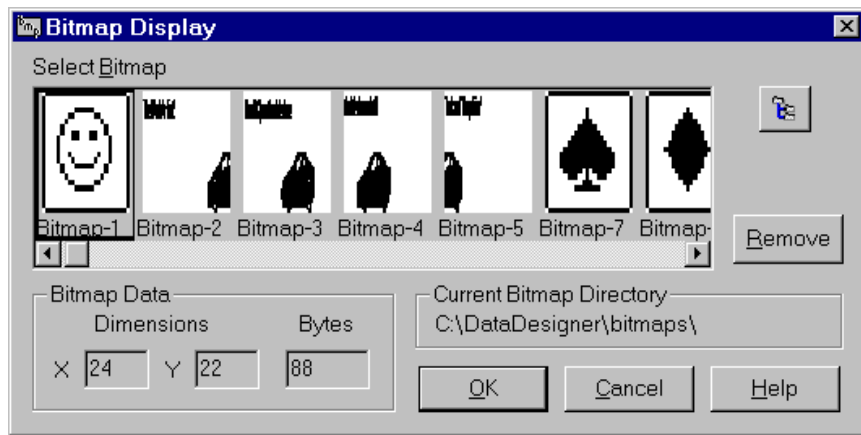 Bitmap Display
Select Bitmap
Bitmap-1 Bitmap-2 Bitmap-3 Bitmap-4 Bitmap-5 Bitmap-7 Bitmap-
Remove
Bitmap Data
Current Bitmap Directory
Dimensions Bytes
C:\DataDesigner\bitmaps\
X 24 Y 22 88
OK Cancel Help